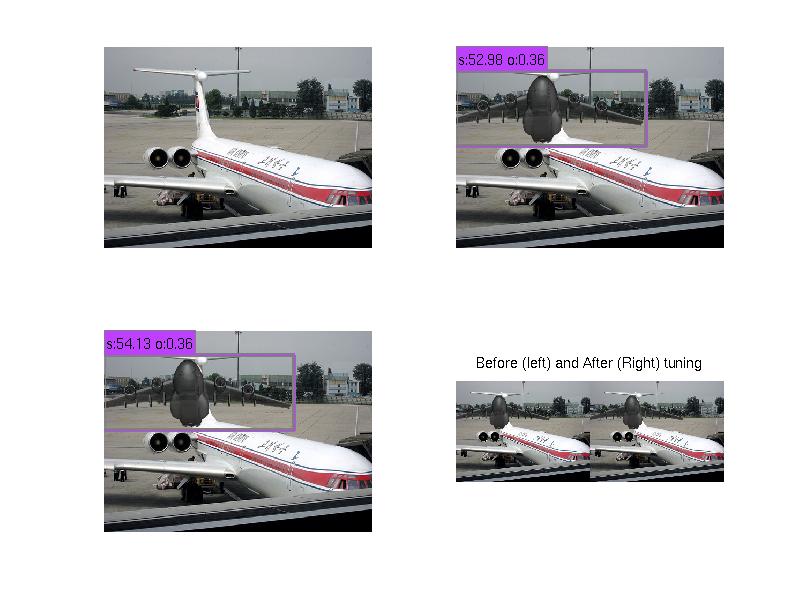 s:52.98 o:0.36
s:54.13 o:0.36
Before (left) and After (Right) tuning